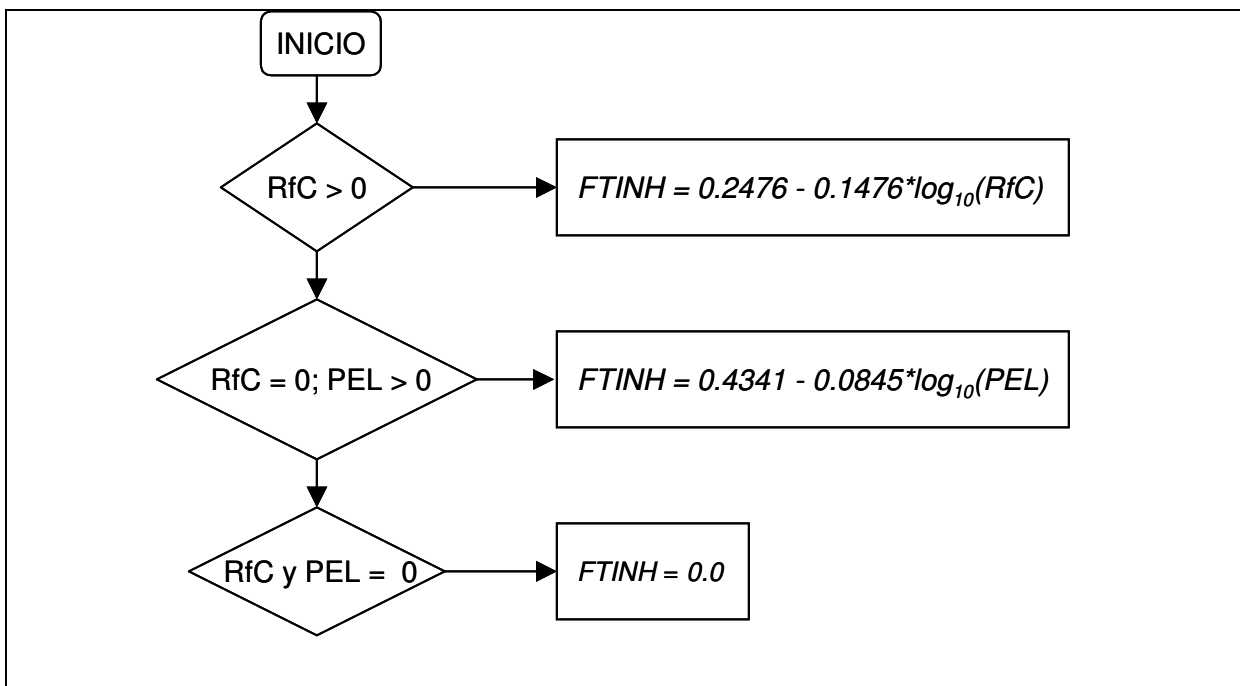 INICIO
RfC > 0
FTINH = 0.2476 - 0.1476*log₁₀(RfC)
RfC = 0; PEL > 0
FTINH = 0.4341 - 0.0845*log₁₀(PEL)
RfC y PEL = 0
FTINH = 0.0